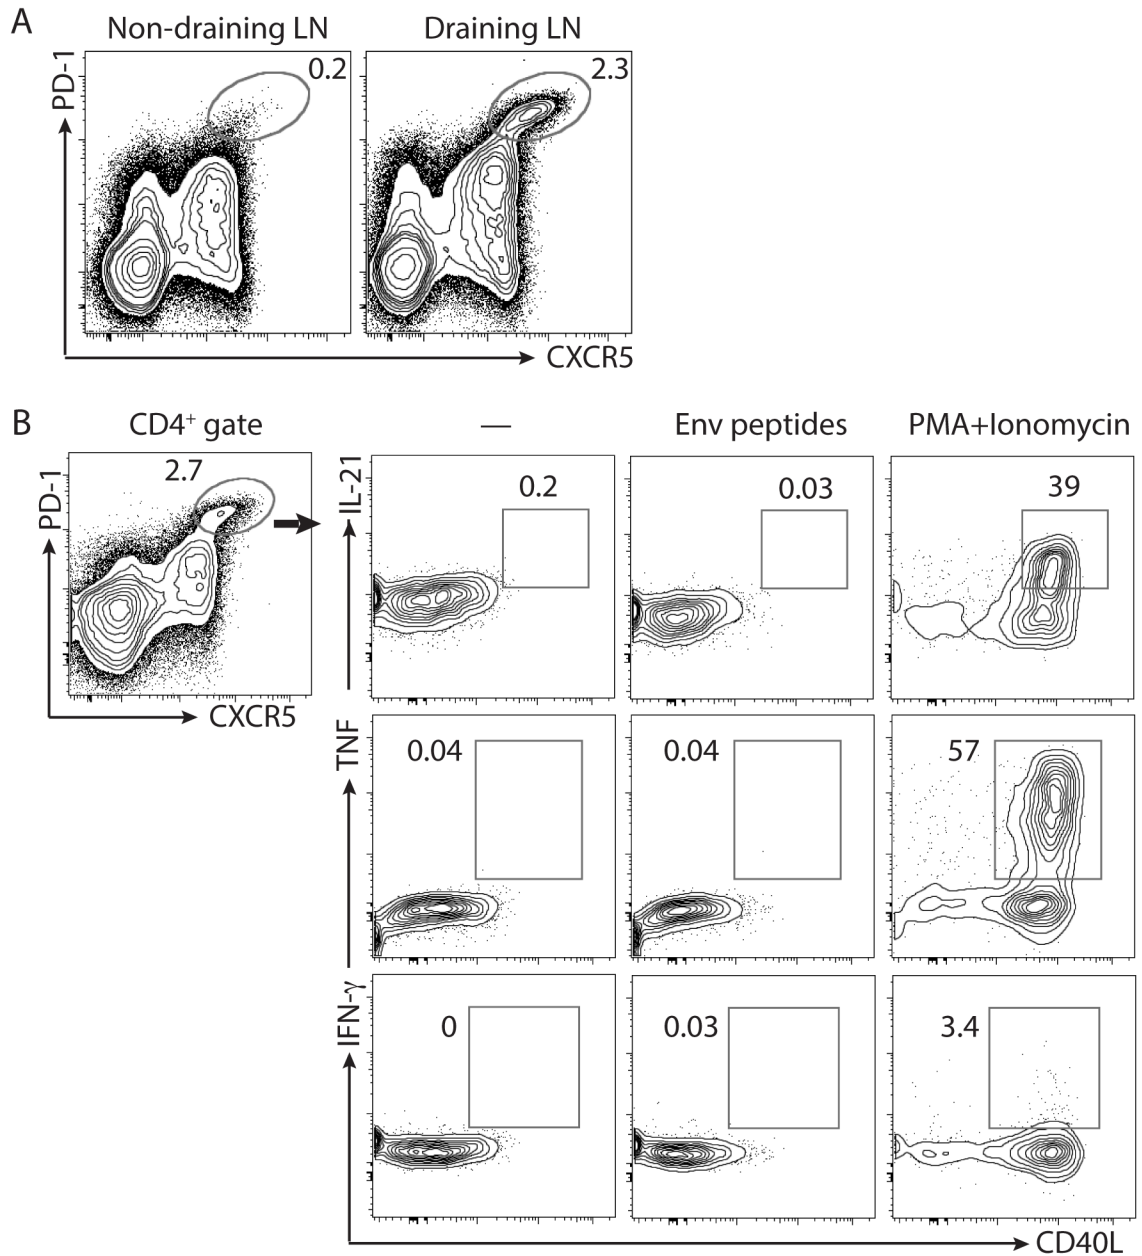 A
Non-draining LN
Draining LN
PD-1
0.2
2.3
CXCR5
B
CD4⁺ gate
—
Env peptides
PMA+Ionomycin
PD-1
2.7
CXCR5
IL-21
0.2
0.03
39
TNF
0.04
0.04
57
IFN-γ
0
0.03
3.4
CD40L